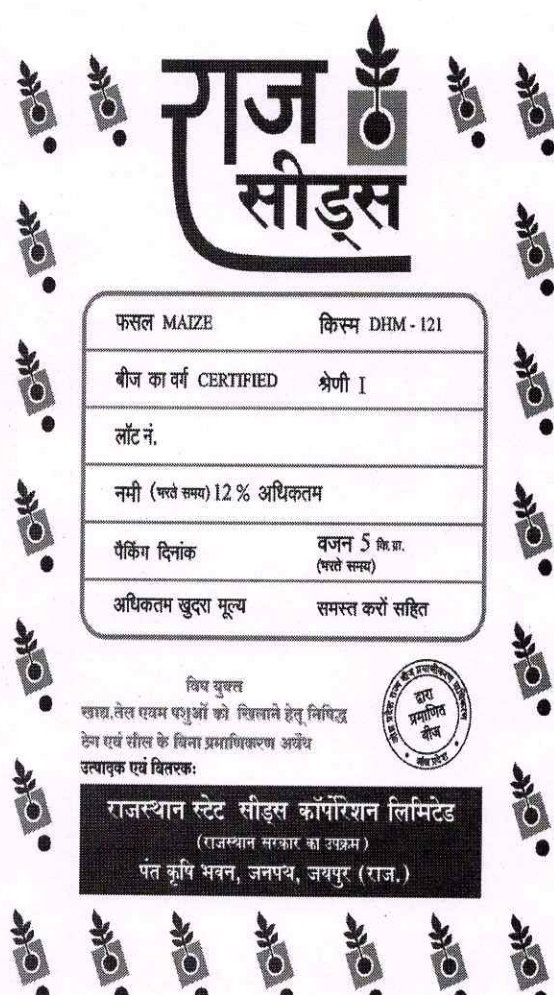 राज
सीड्स
फसल MAIZE किस्म DHM - 121
बीज का वर्ग CERTIFIED श्रेणी I
लॉट नं.
नमी (भरते समय) 12 % अधिकतम
पैकिंग दिनांक वजन 5 कि.ग्रा.
(भरते समय)
अधिकतम खुदरा मूल्य समस्त करों सहित
विष युक्त
खाद्य,तेल एवम पशुओं को खिलाने हेतू निषिद्ध
टेग एवं सील के बिना प्रमाणिकरण अवैध
उत्पादक एवं वितरकः
द्वारा
प्रमाणित
बीज
राजस्थान स्टेट सीड्स कॉर्पोरेशन लिमिटेड
(राजस्थान सरकार का उपक्रम)
पंत कृषि भवन, जनपथ, जयपुर (राज.)